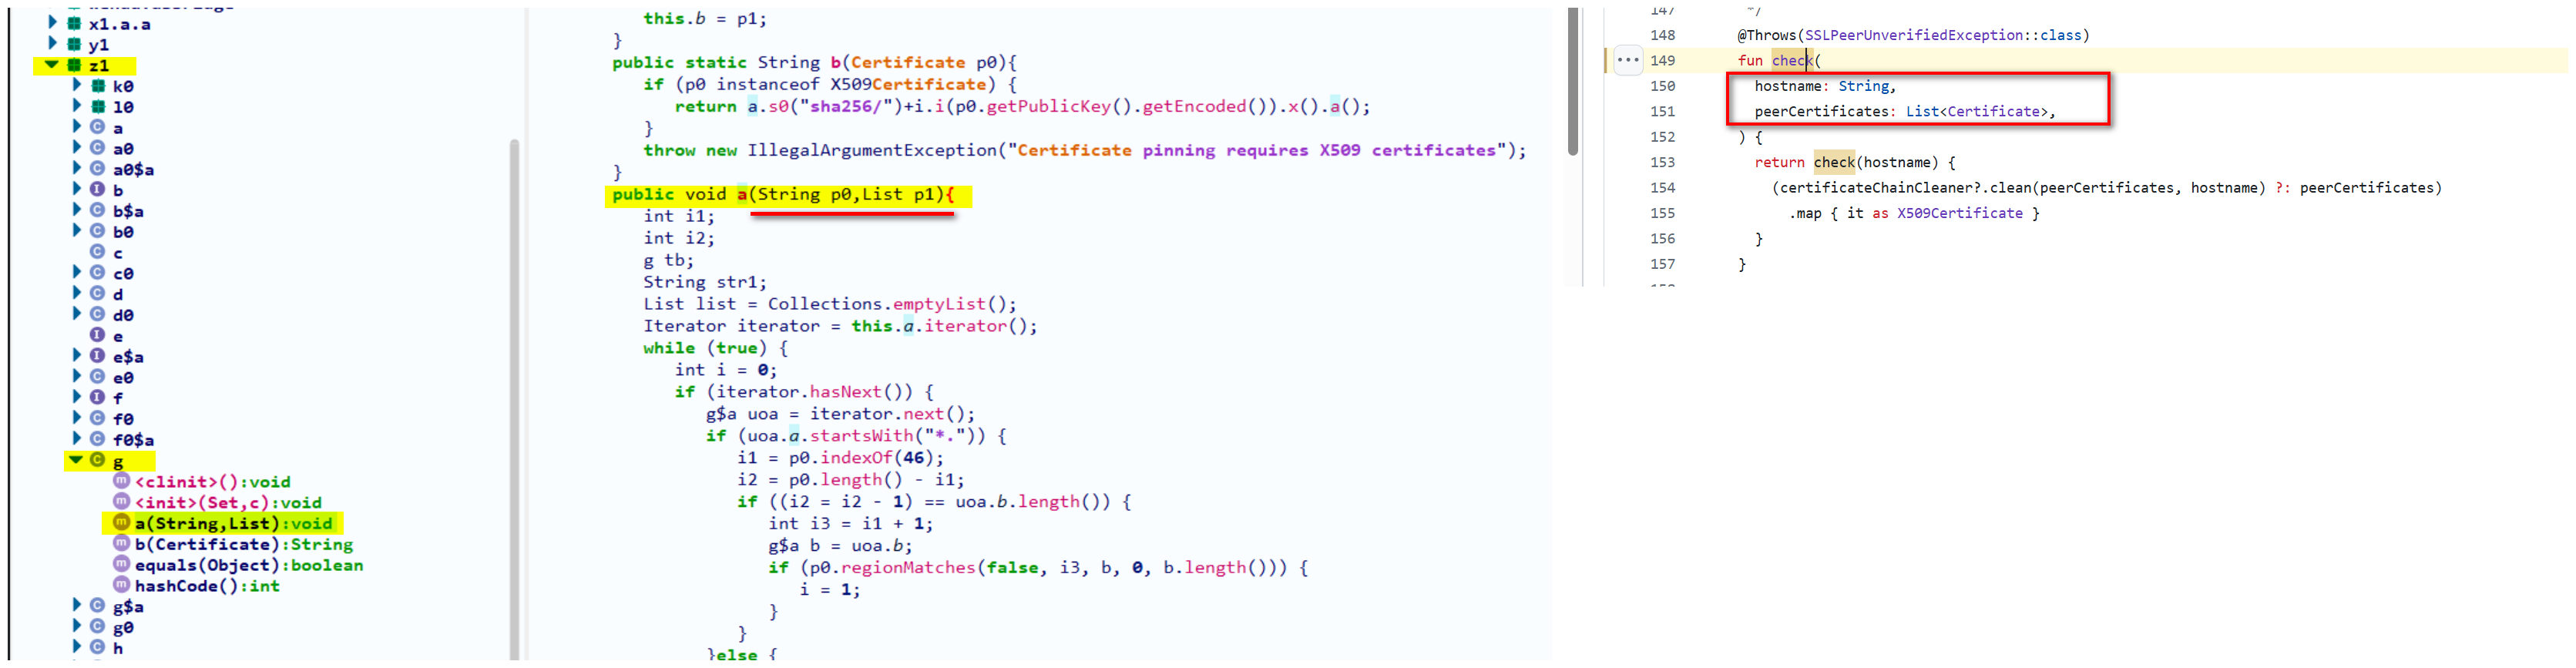 x1.a.a
y1
z1
k0
l0
a
a0
a0$a
b
b$a
b0
c
c0
d
d0
e
e$a
e0
f
f0
f0$a
g
<clinit>():void
<init>(Set,c):void
a(String,List):void
b(Certificate):String
equals(Object):boolean
hashCode():int
g$a
g0
h
this.b = p1;
}
public static String b(Certificate p0){
if (p0 instanceof X509Certificate) {
return a.s0("sha256/")+i.i(p0.getPublicKey().getEncoded()).x().a();
}
throw new IllegalArgumentException("Certificate pinning requires X509 certificates");
}
public void a(String p0,List p1){
int i1;
int i2;
g tb;
String str1;
List list = Collections.emptyList();
Iterator iterator = this.a.iterator();
while (true) {
int i = 0;
if (iterator.hasNext()) {
g$a uoa = iterator.next();
if (uoa.a.startsWith("*.")) {
i1 = p0.indexOf(46);
i2 = p0.length() - i1;
if ((i2 = i2 - 1) == uoa.b.length()) {
int i3 = i1 + 1;
g$a b = uoa.b;
if (p0.regionMatches(false, i3, b, 0, b.length())) {
i = 1;
}
}
}else {
147 */
148 @Throws(SSLPeerUnverifiedException::class)
149 fun check(
150 hostname: String,
151 peerCertificates: List<Certificate>,
152 ) {
153 return check(hostname) {
154 (certificateChainCleaner?.clean(peerCertificates, hostname) ?: peerCertificates)
155 .map { it as X509Certificate }
156 }
157 }